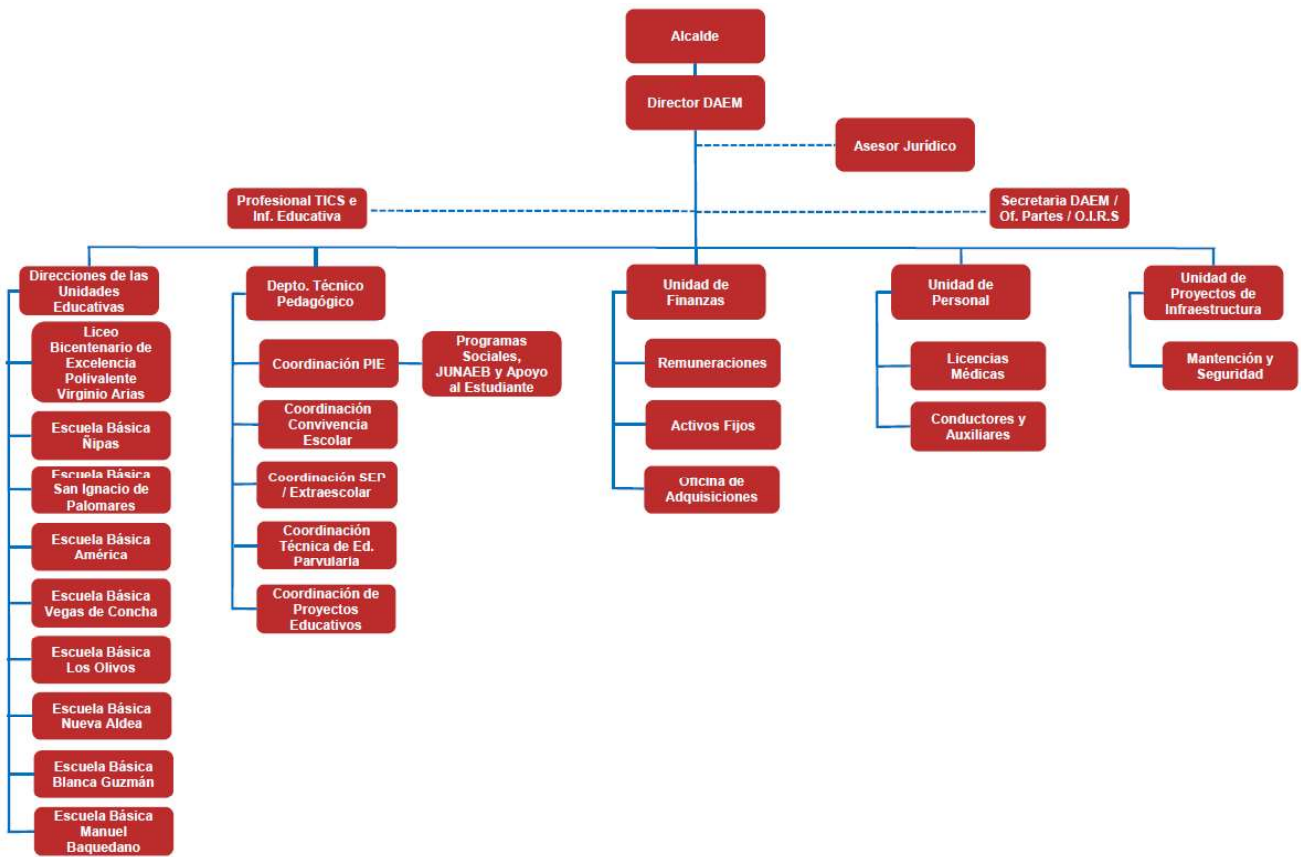 Alcalde
Director DAEM
Asesor Jurídico
Profesional TICS e
Inf. Educativa
Secretaria DAEM /
Of. Partes / O.I.R.S
Direcciones de las
Unidades
Educativas
Liceo
Bicentenario de
Excelencia
Polivalente
Virginio Arias
Escuela Básica
Ñipas
Escuela Básica
San Ignacio de
Palomares
Escuela Básica
América
Escuela Básica
Vegas de Concha
Escuela Básica
Los Olivos
Escuela Básica
Nueva Aldea
Escuela Básica
Blanca Guzmán
Escuela Básica
Manuel
Baquedano
Depto. Técnico
Pedagógico
Coordinación PIE
Programas
Sociales,
JUNAEB y Apoyo
al Estudiante
Coordinación
Convivencia
Escolar
Coordinación SEP
/ Extraescolar
Coordinación
Técnica de Ed.
Parvularia
Coordinación de
Proyectos
Educativos
Unidad de
Finanzas
Remuneraciones
Activos Fijos
Oficina de
Adquisiciones
Unidad de
Personal
Licencias
Médicas
Conductores y
Auxiliares
Unidad de
Proyectos de
Infraestructura
Mantención y
Seguridad